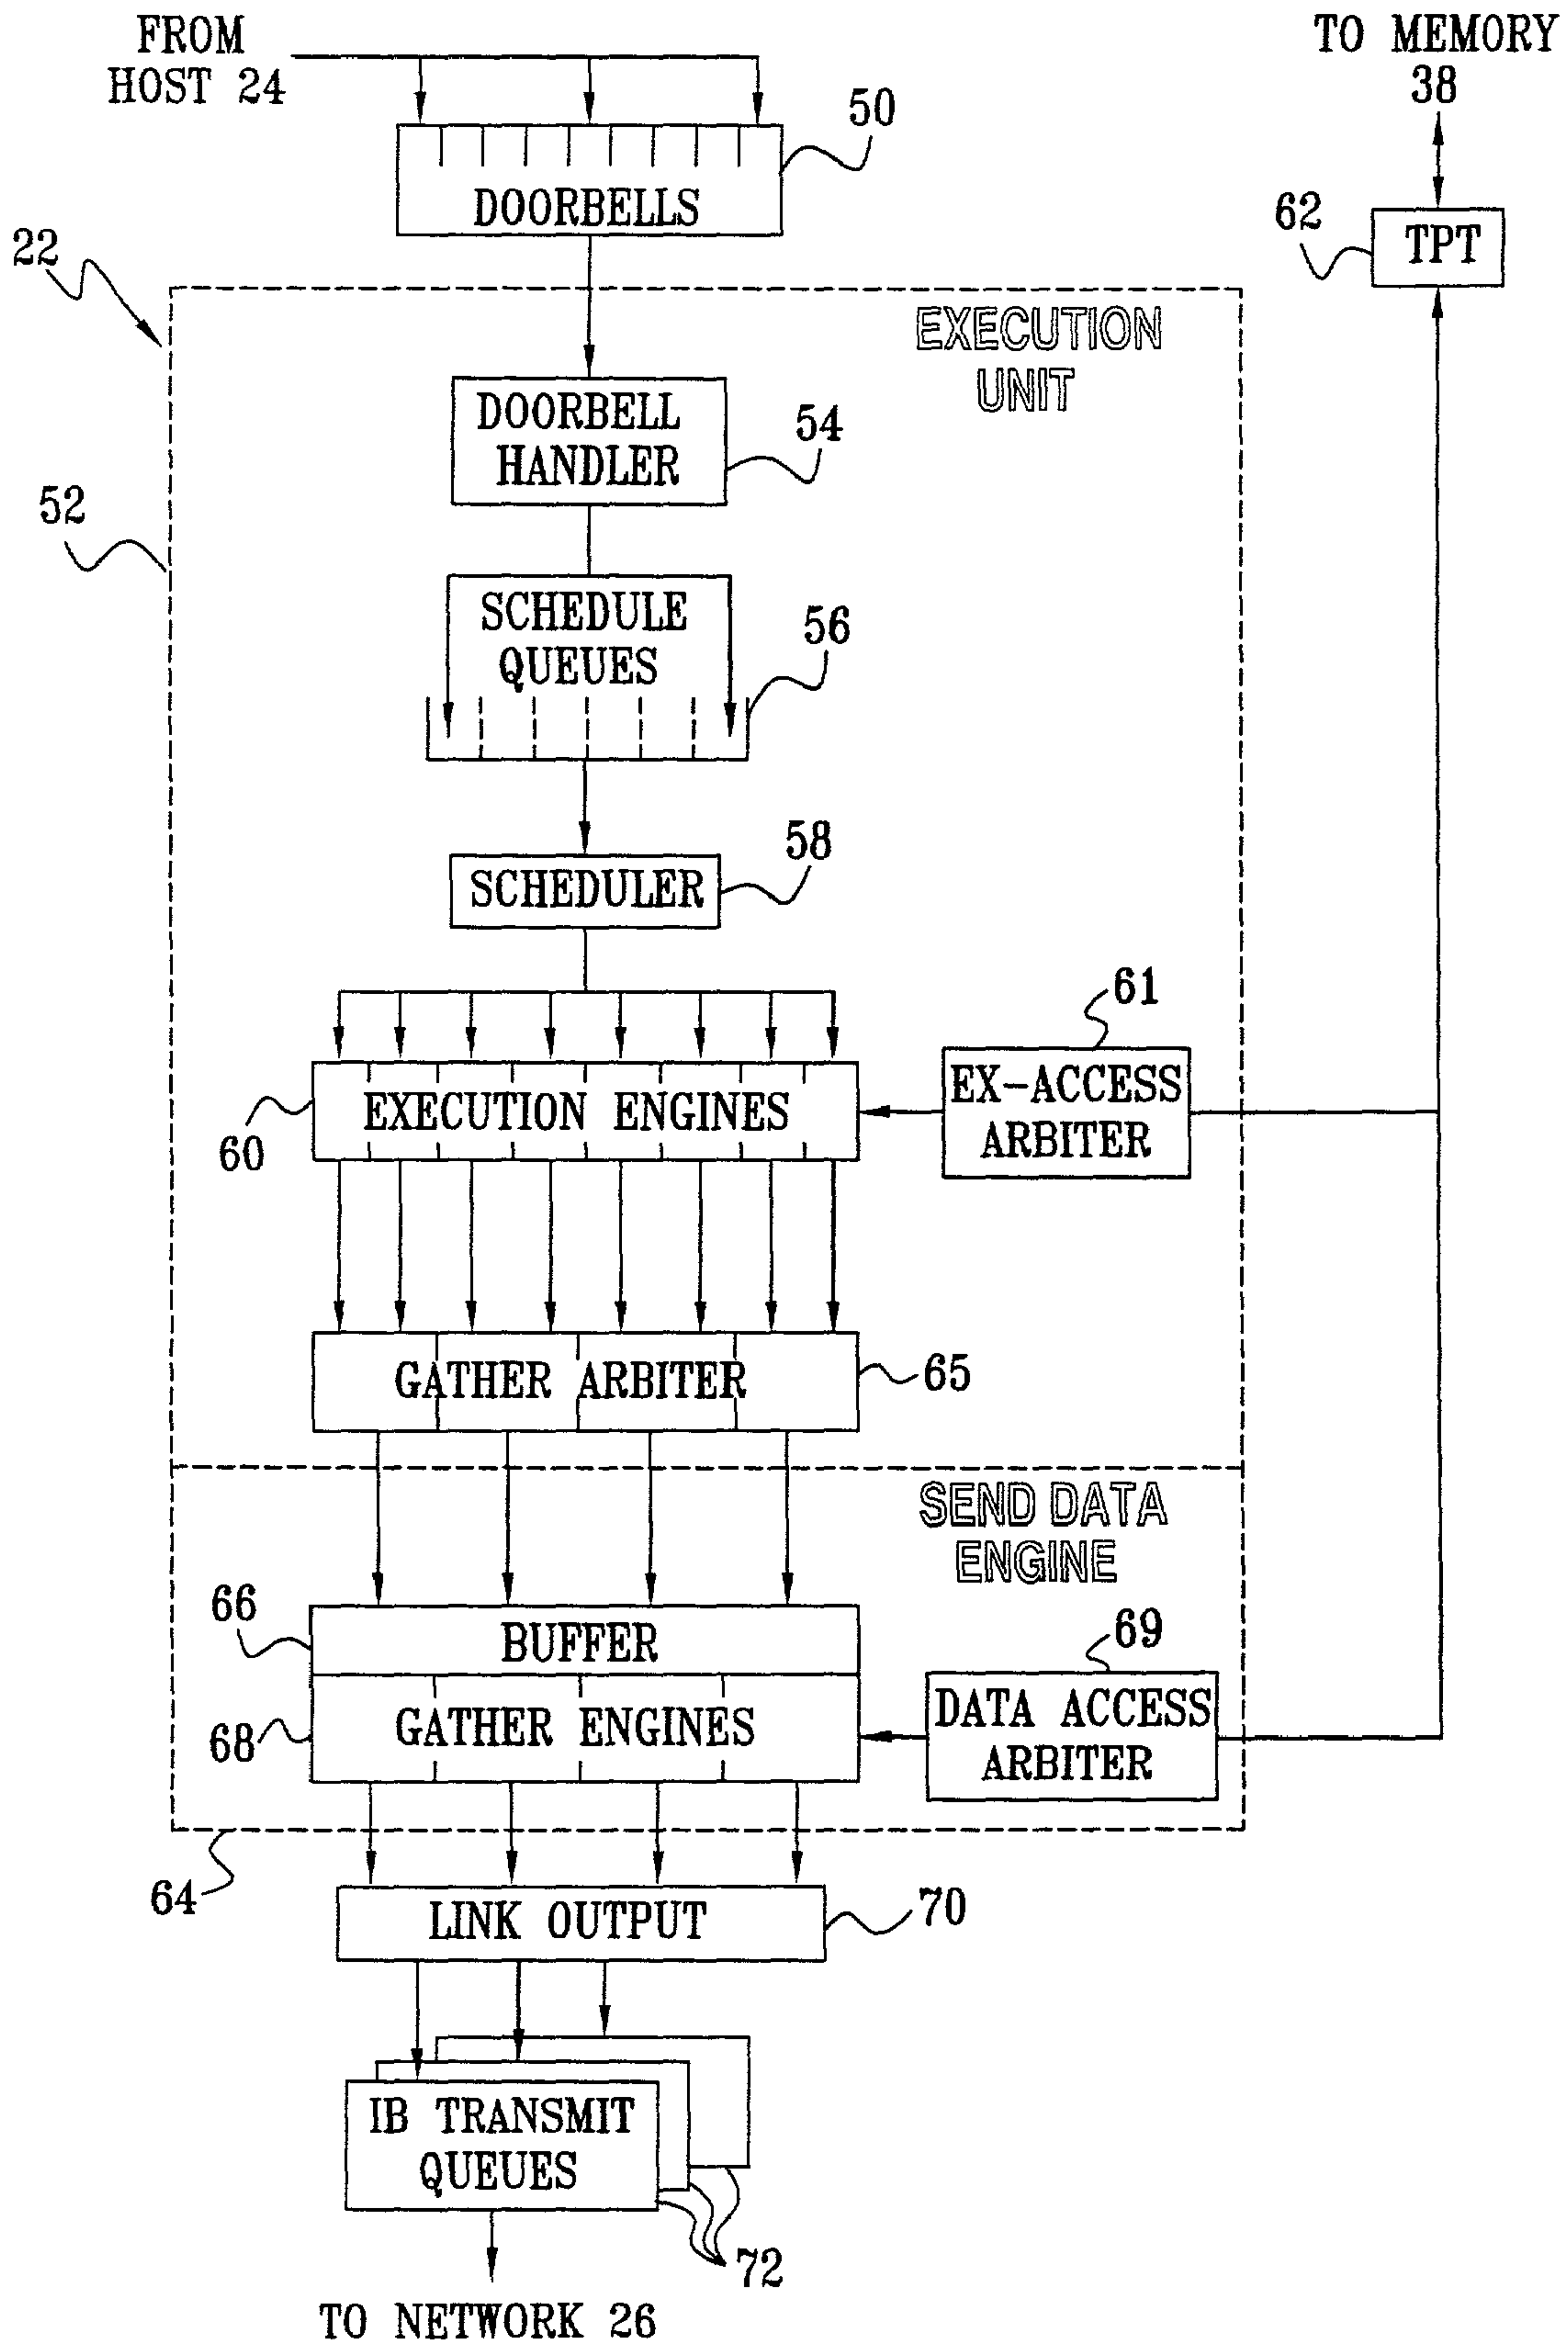 FROM
HOST 24
TO MEMORY
38
50
DOORBELLS
62
TPT
22
EXECUTION
UNIT
DOORBELL
HANDLER
54
52
SCHEDULE
QUEUES
56
58
SCHEDULER
61
EX-ACCESS
ARBITER
EXECUTION ENGINES
60
GATHER ARBITER
65
SEND DATA
ENGINE
66
BUFFER
69
GATHER ENGINES
68
DATA ACCESS
ARBITER
64
LINK OUTPUT
70
IB TRANSMIT
QUEUES
72
TO NETWORK 26